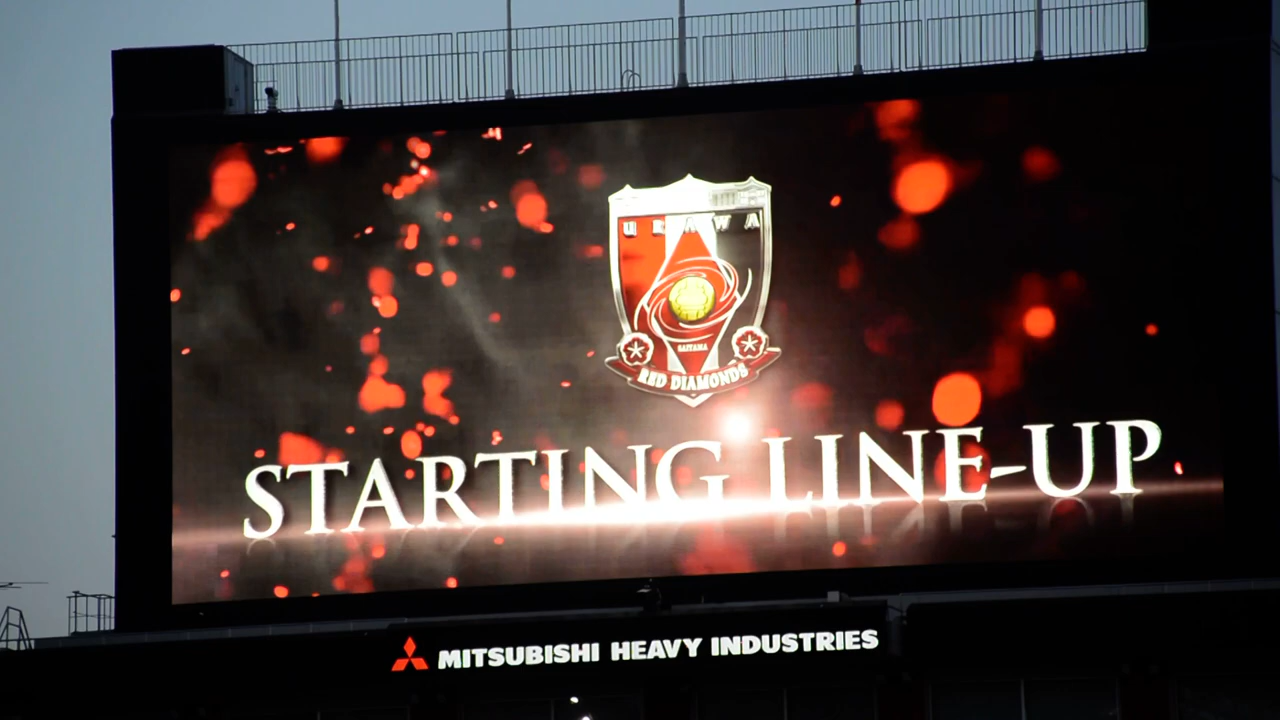 URAWA
SAITAMA
RED DIAMONDS
STARTING LINE-UP
MITSUBISHI HEAVY INDUSTRIES